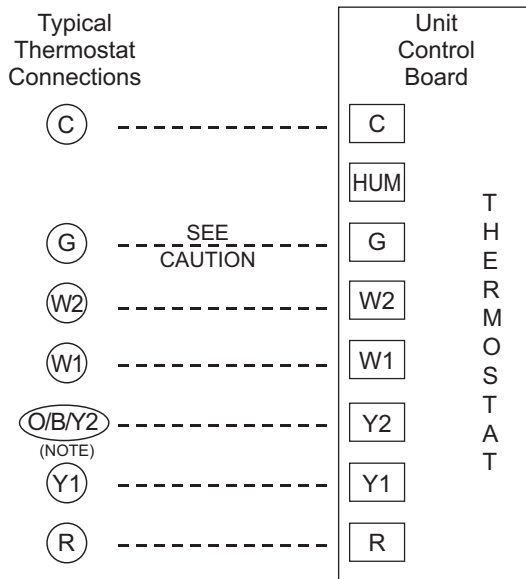 Typical
Thermostat
Connections
Unit
Control
Board
C
C
HUM
G
SEE
CAUTION
G
W2
W2
W1
W1
O/B/Y2
(NOTE)
Y2
Y1
Y1
R
R
THERMOSTAT